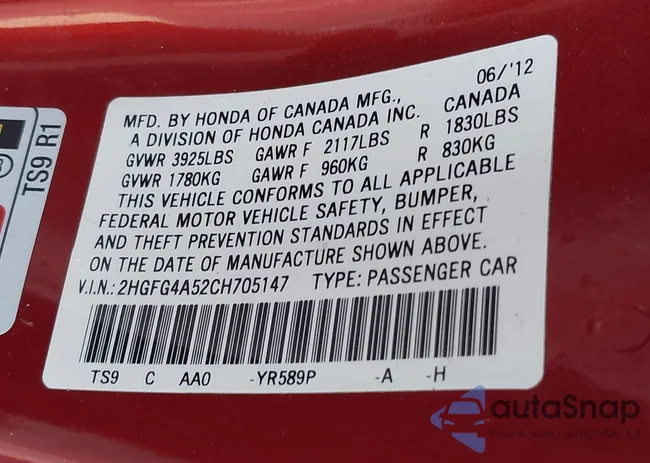 06/'12
MFD. BY HONDA OF CANADA MFG., CANADA
A DIVISION OF HONDA CANADA INC.
GVWR 3925LBS GAWR F 2117LBS R 1830LBS
GVWR 1780KG GAWR F 960KG R 830KG
THIS VEHICLE CONFORMS TO ALL APPLICABLE
FEDERAL MOTOR VEHICLE SAFETY, BUMPER,
AND THEFT PREVENTION STANDARDS IN EFFECT
ON THE DATE OF MANUFACTURE SHOWN ABOVE.
V.I.N.: 2HGFG4A52CH705147 TYPE: PASSENGER CAR
TS9 C AA0 -YR589P -A -H
TS9 R1
®
autaSnap